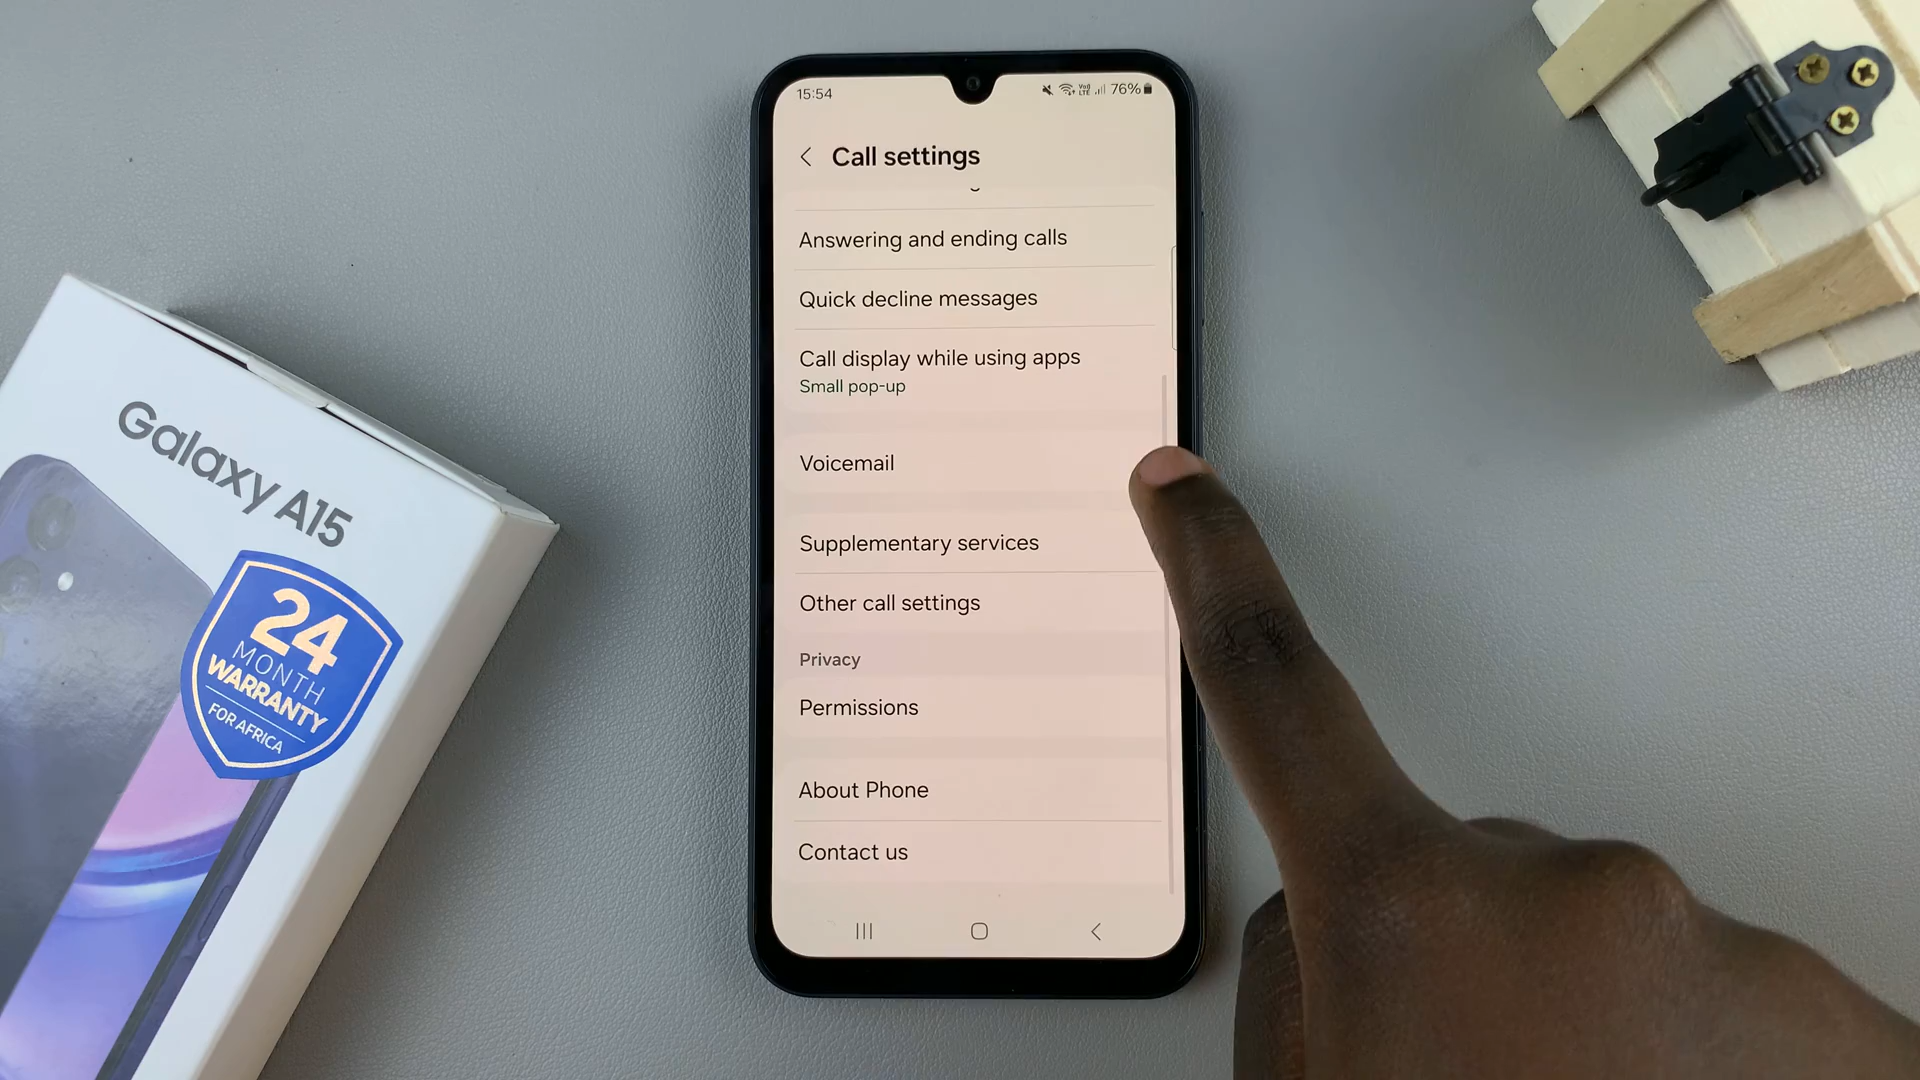 15:54
Vo))
LTE
76%
Call settings
Answering and ending calls
Quick decline messages
Call display while using apps
Small pop-up
Voicemail
Supplementary services
Other call settings
Privacy
Permissions
About Phone
Contact us
Galaxy A15
24
MONTH
WARRANTY
FOR AFRICA